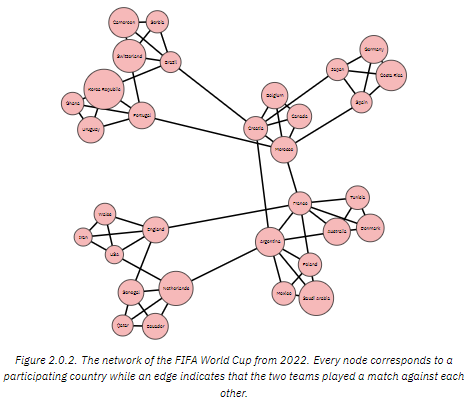 Cameroon
Serbia
Switzerland
Brazil
Korea Republic
Ghana
Portugal
Uruguay
Germany
Japan
Costa Rica
Spain
Belgium
Canada
Croatia
Morocco
Wales
England
Iran
USA
Senegal
Netherlands
Qatar
Ecuador
France
Tunisia
Australia
Denmark
Argentina
Poland
Mexico
Saudi Arabia
Figure 2.0.2. The network of the FIFA World Cup from 2022. Every node corresponds to a
participating country while an edge indicates that the two teams played a match against each
other.